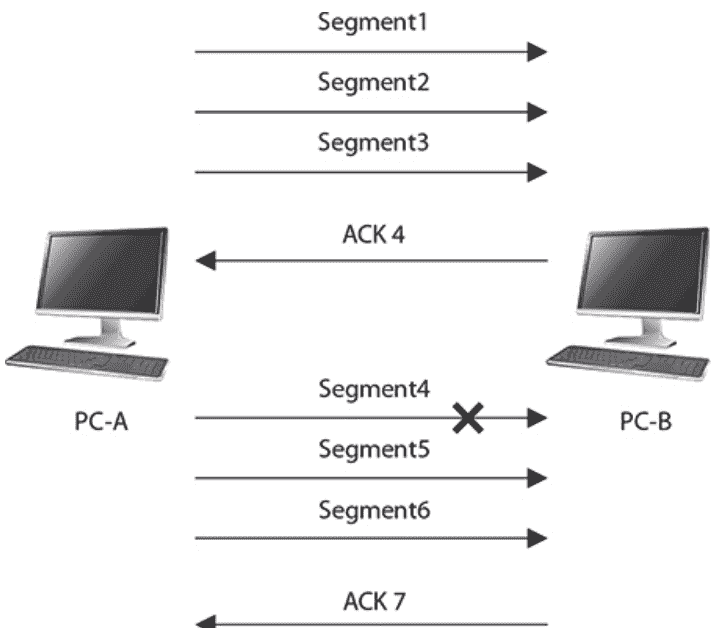 Segment1
Segment2
Segment3
ACK 4
PC-A
PC-B
Segment4
Segment5
Segment6
ACK 7